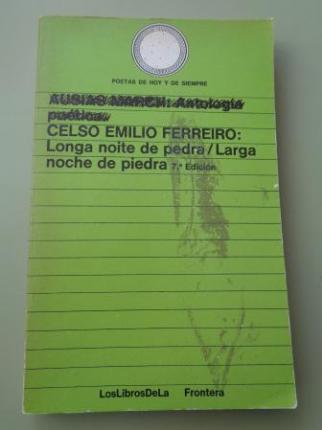 POETAS DE HOY Y DE SIEMPRE
AUSIAS MARCH: Antología
poética.
CELSO EMILIO FERREIRO:
Longa noite de pedra/Larga
noche de piedra 7.ª Edición
LosLibrosDeLa Frontera